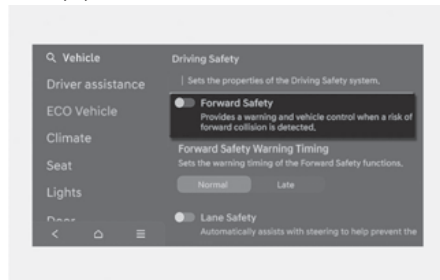 Vehicle
Driver assistance
ECO Vehicle
Climate
Seat
Lights
Door
Driving Safety
Sets the properties of the Driving Safety system.
Forward Safety
Provides a warning and vehicle control when a risk of
forward collision is detected.
Forward Safety Warning Timing
Sets the warning timing of the Forward Safety functions.
Normal Late
Lane Safety
Automatically assists with steering to help prevent the